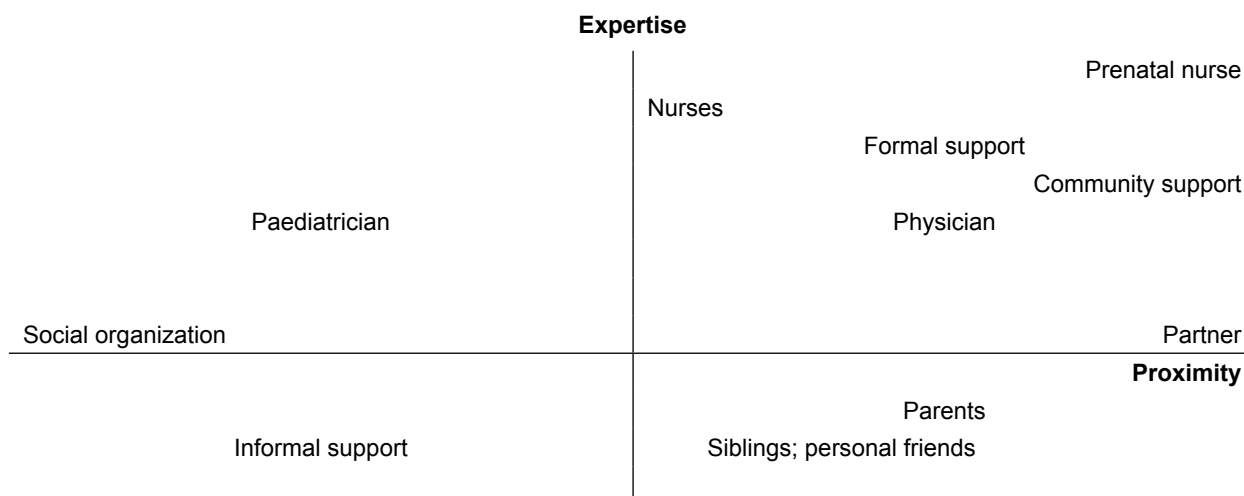 Expertise
Prenatal nurse
Nurses
Formal support
Community support
Paediatrician Physician
Social organization Partner
Proximity
Parents
Informal support Siblings; personal friends